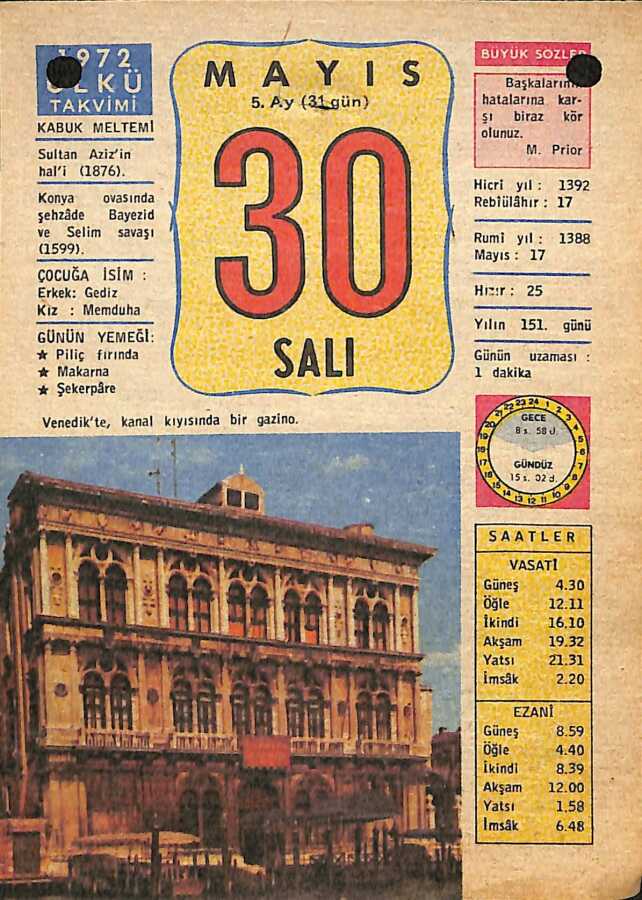 1972
ÜLKÜ
TAKVİMİ
KABUK MELTEMİ
Sultan Aziz'in
hal'i (1876).
Konya ovasında
şehzâde Bayezid
ve Selim savaşı
(1599).
ÇOCUĞA İSİM :
Erkek: Gediz
Kız : Memduha
GÜNÜN YEMEĞİ:
★ Piliç fırında
★ Makarna
★ Şekerpâre
MAYIS
5. Ay (31 gün)
30
SALI
BÜYÜK SÖZLER
Başkalarının
hatalarına kar-
şı biraz kör
olunuz.
M. Prior
Hicrî yıl : 1392
Rebiülâhır : 17
Rumî yıl : 1388
Mayıs : 17
Hızır : 25
Yılın 151. günü
Günün uzaması :
1 dakika
GECE
8 s. 58 d.
GÜNDÜZ
15 s. 02 d.
Venedik'te, kanal kıyısında bir gazino.
SAATLER
VASATİ
Güneş 4.30
Öğle 12.11
İkindi 16.10
Akşam 19.32
Yatsı 21.31
İmsâk 2.20
EZANİ
Güneş 8.59
Öğle 4.40
İkindi 8.39
Akşam 12.00
Yatsı 1.58
İmsâk 6.48